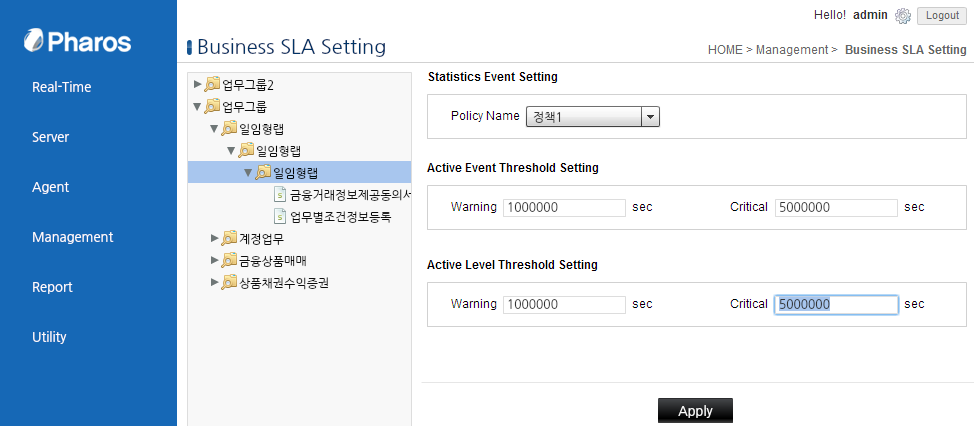 Hello! admin Logout
Pharos
Business SLA Setting
HOME > Management > Business SLA Setting
Real-Time
Server
Agent
Management
Report
Utility
업무그룹2
업무그룹
일임형랩
일임형랩
일임형랩
금융거래정보제공동의서
업무별조건정보등록
계정업무
금융상품매매
상품채권수익증권
Statistics Event Setting
Policy Name 정책1
Active Event Threshold Setting
Warning 1000000 sec Critical 5000000 sec
Active Level Threshold Setting
Warning 1000000 sec Critical 5000000 sec
Apply